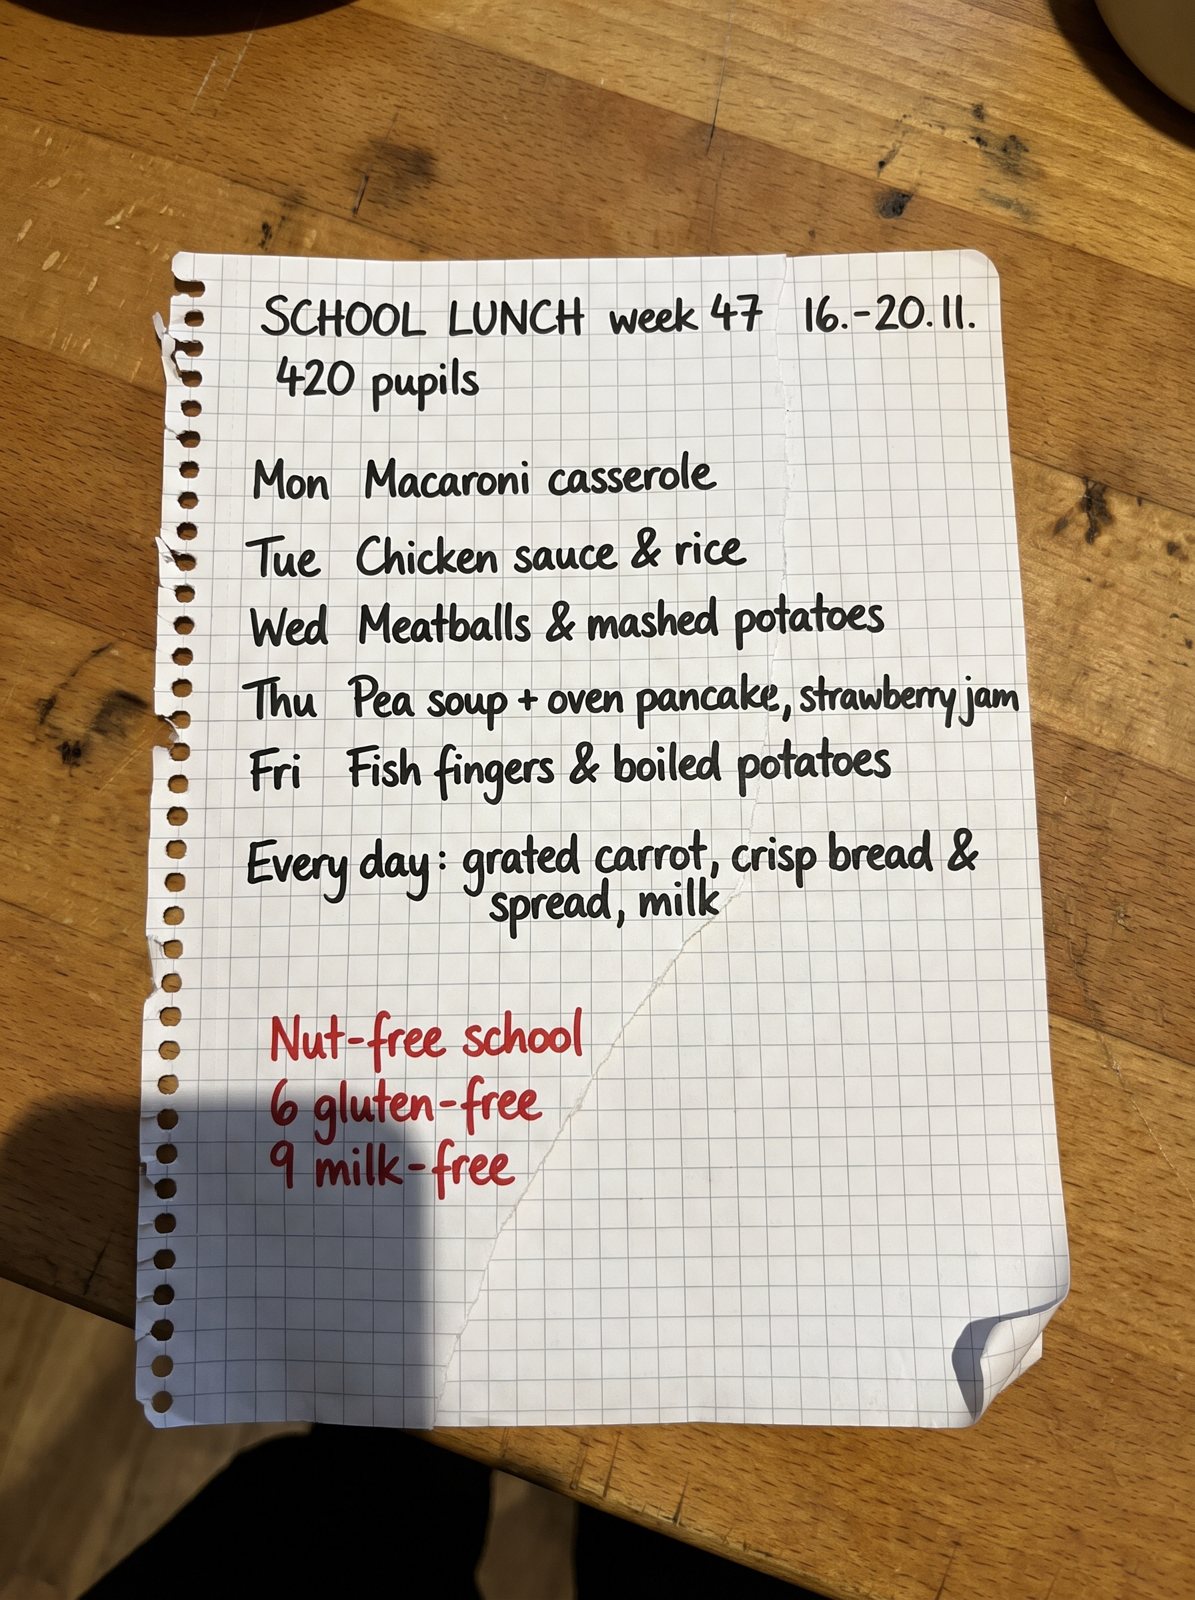 SCHOOL LUNCH week 47 16.-20.11.
420 pupils
Mon Macaroni casserole
Tue Chicken sauce & rice
Wed Meatballs & mashed potatoes
Thu Pea soup + oven pancake, strawberry jam
Fri Fish fingers & boiled potatoes
Every day: grated carrot, crisp bread &
spread, milk
Nut-free school
6 gluten-free
9 milk-free